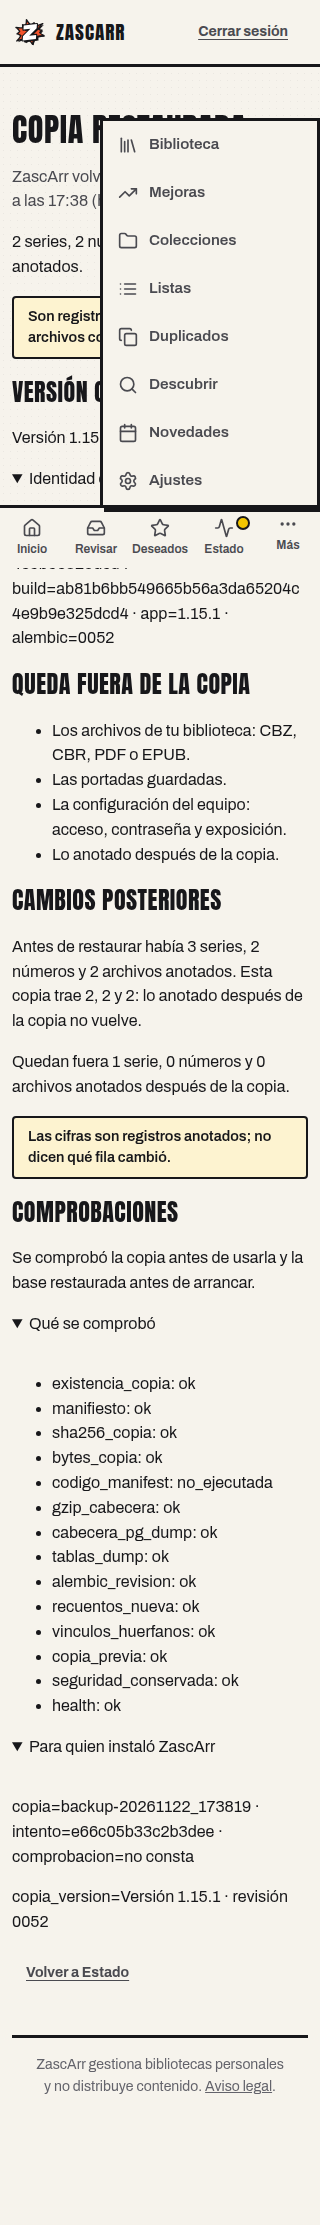 ZASCARR
Cerrar sesión
COPIA
ZascArr
a las 17:38
2 series, 2
anotados.
Son
archivos
VERSIÓN
Versión 1.15
Identidad
Biblioteca
Mejoras
Colecciones
Listas
Duplicados
Descubrir
Novedades
Ajustes
Inicio
Revisar
Deseados
Estado
Más
build=ab81b6bb549665b56a3da65204c
4e9b9e325dcd4 · app=1.15.1 ·
alembic=0052
QUEDA FUERA DE LA COPIA
• Los archivos de tu biblioteca: CBZ,
CBR, PDF o EPUB.
• Las portadas guardadas.
• La configuración del equipo:
acceso, contraseña y exposición.
• Lo anotado después de la copia.
CAMBIOS POSTERIORES
Antes de restaurar había 3 series, 2
números y 2 archivos anotados. Esta
copia trae 2, 2 y 2: lo anotado después de
la copia no vuelve.
Quedan fuera 1 serie, 0 números y 0
archivos anotados después de la copia.
Las cifras son registros anotados; no
dicen qué fila cambió.
COMPROBACIONES
Se comprobó la copia antes de usarla y la
base restaurada antes de arrancar.
▼ Qué se comprobó
• existencia_copia: ok
• manifiesto: ok
• sha256_copia: ok
• bytes_copia: ok
• codigo_manifest: no_ejecutada
• gzip_cabecera: ok
• cabecera_pg_dump: ok
• tablas_dump: ok
• alembic_revision: ok
• recuentos_nueva: ok
• vinculos_huerfanos: ok
• copia_previa: ok
• seguridad_conservada: ok
• health: ok
▼ Para quien instaló ZascArr
copia=backup-20261122_173819 ·
intento=e66c05b33c2b3dee ·
comprobacion=no consta
copia_version=Versión 1.15.1 · revisión
0052
Volver a Estado
ZascArr gestiona bibliotecas personales
y no distribuye contenido. Aviso legal.